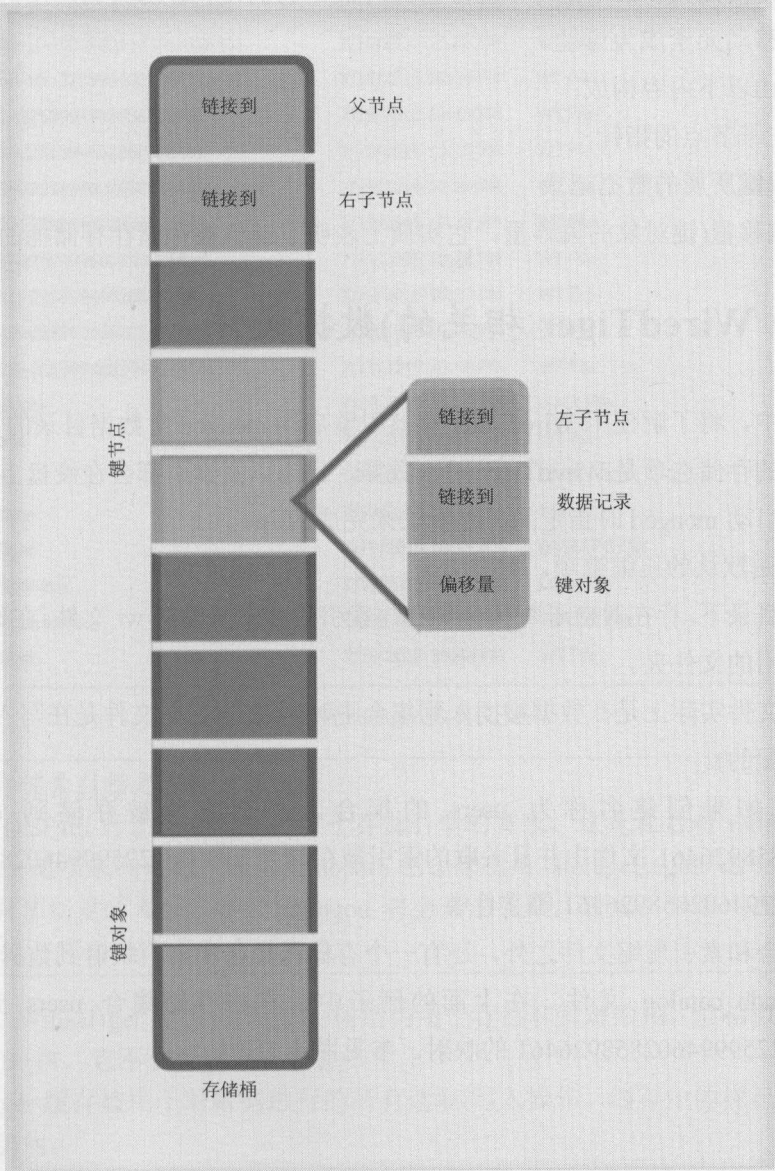 链接到 父节点
链接到 右子节点
键节点
链接到 左子节点
链接到 数据记录
偏移量 键对象
键对象
存储桶